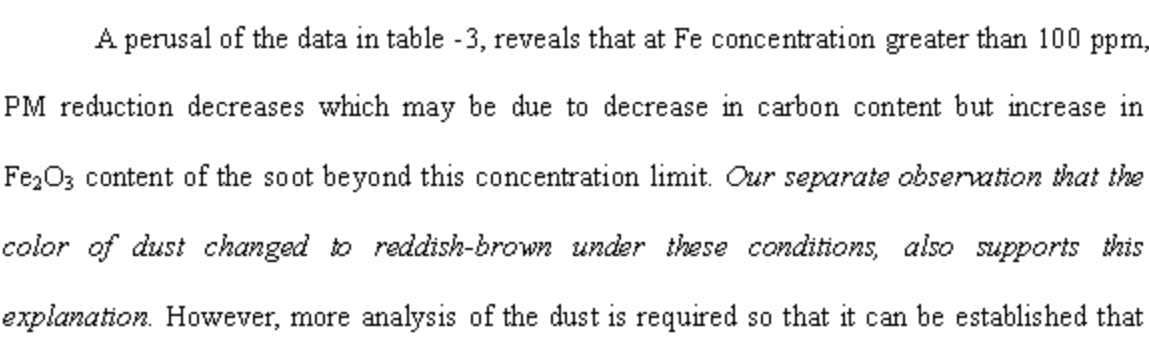 A perusal of the data in table -3, reveals that at Fe concentration greater than 100 ppm,
PM reduction decreases which may be due to decrease in carbon content but increase in
Fe₂O₃ content of the soot beyond this concentration limit. Our separate observation that the
color of dust changed to reddish-brown under these conditions, also supports this
explanation. However, more analysis of the dust is required so that it can be established that